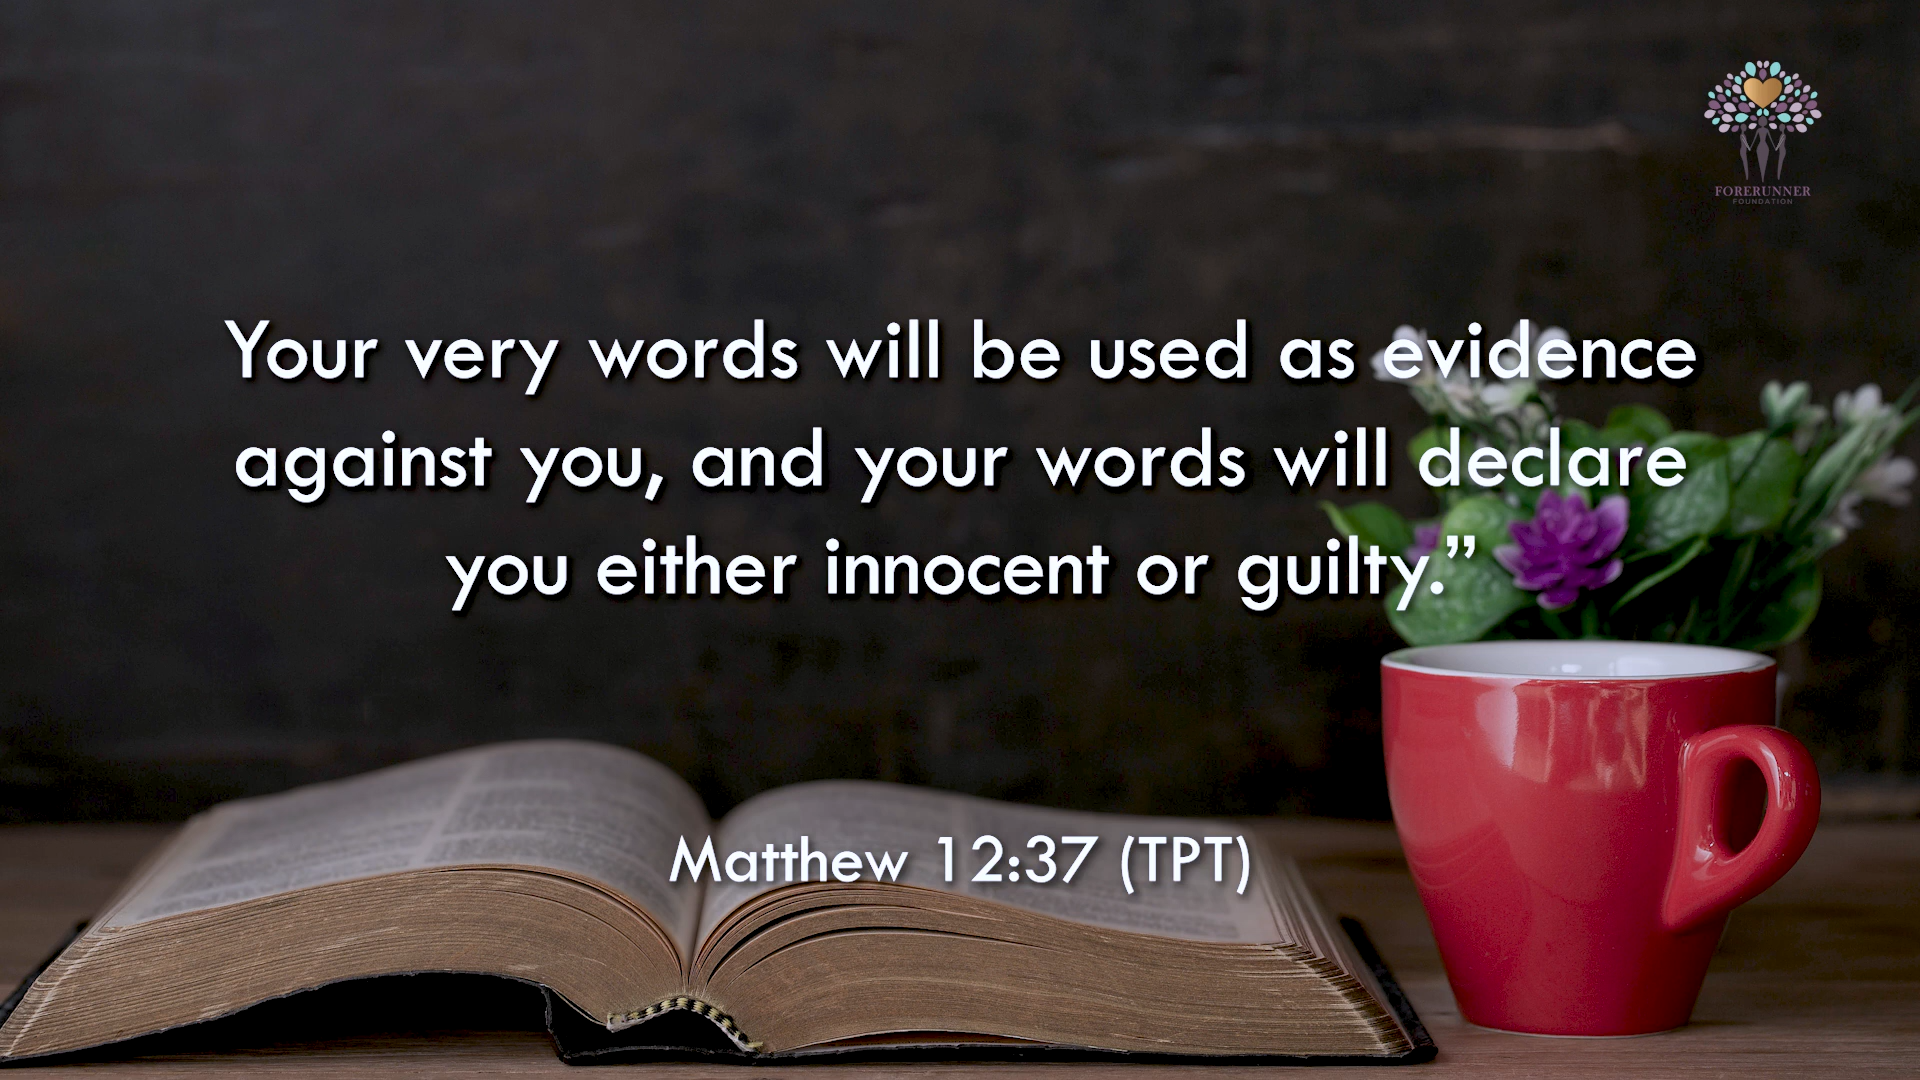 FORERUNNER
FOUNDATION
Your very words will be used as evidence
against you, and your words will declare
you either innocent or guilty.”
Matthew 12:37 (TPT)